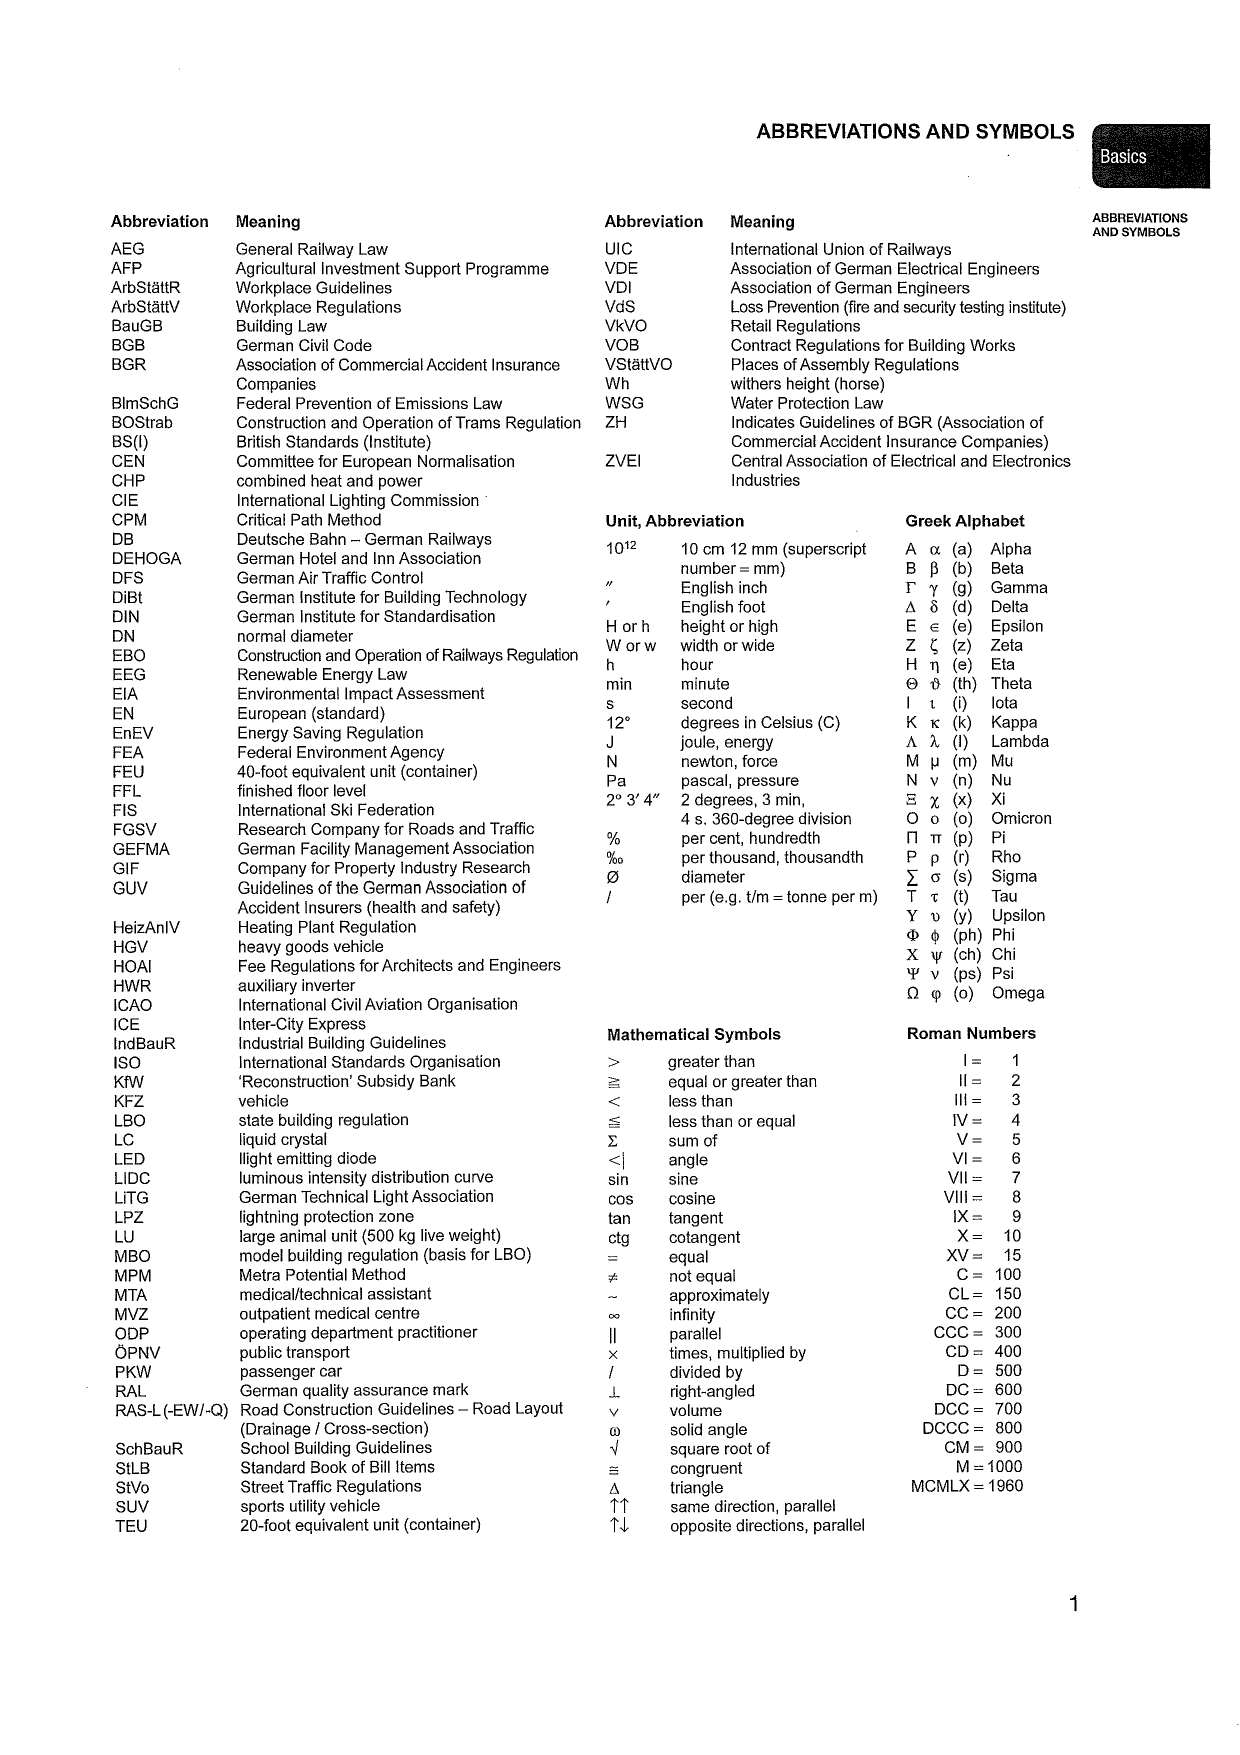 ABBREVIATIONS AND SYMBOLS
Basics
ABBREVIATIONS
AND SYMBOLS
Abbreviation Meaning
AEG General Railway Law
AFP Agricultural Investment Support Programme
ArbStättR Workplace Guidelines
ArbStättV Workplace Regulations
BauGB Building Law
BGB German Civil Code
BGR Association of Commercial Accident Insurance
Companies
BImSchG Federal Prevention of Emissions Law
BOStrab Construction and Operation of Trams Regulation
BS(I) British Standards (Institute)
CEN Committee for European Normalisation
CHP combined heat and power
CIE International Lighting Commission
CPM Critical Path Method
DB Deutsche Bahn – German Railways
DEHOGA German Hotel and Inn Association
DFS German Air Traffic Control
DiBt German Institute for Building Technology
DIN German Institute for Standardisation
DN normal diameter
EBO Construction and Operation of Railways Regulation
EEG Renewable Energy Law
EIA Environmental Impact Assessment
EN European (standard)
EnEV Energy Saving Regulation
FEA Federal Environment Agency
FEU 40-foot equivalent unit (container)
FFL finished floor level
FIS International Ski Federation
FGSV Research Company for Roads and Traffic
GEFMA German Facility Management Association
GIF Company for Property Industry Research
GUV Guidelines of the German Association of
Accident Insurers (health and safety)
HeizAnlV Heating Plant Regulation
HGV heavy goods vehicle
HOAI Fee Regulations for Architects and Engineers
HWR auxiliary inverter
ICAO International Civil Aviation Organisation
ICE Inter-City Express
IndBauR Industrial Building Guidelines
ISO International Standards Organisation
KfW ‘Reconstruction’ Subsidy Bank
KFZ vehicle
LBO state building regulation
LC liquid crystal
LED llight emitting diode
LIDC luminous intensity distribution curve
LiTG German Technical Light Association
LPZ lightning protection zone
LU large animal unit (500 kg live weight)
MBO model building regulation (basis for LBO)
MPM Metra Potential Method
MTA medical/technical assistant
MVZ outpatient medical centre
ODP operating department practitioner
ÖPNV public transport
PKW passenger car
RAL German quality assurance mark
RAS-L (-EW/-Q) Road Construction Guidelines – Road Layout
(Drainage / Cross-section)
SchBauR School Building Guidelines
StLB Standard Book of Bill Items
StVo Street Traffic Regulations
SUV sports utility vehicle
TEU 20-foot equivalent unit (container)
Abbreviation Meaning
UIC International Union of Railways
VDE Association of German Electrical Engineers
VDI Association of German Engineers
VdS Loss Prevention (fire and security testing institute)
VkVO Retail Regulations
VOB Contract Regulations for Building Works
VStättVO Places of Assembly Regulations
Wh withers height (horse)
WSG Water Protection Law
ZH Indicates Guidelines of BGR (Association of
Commercial Accident Insurance Companies)
ZVEI Central Association of Electrical and Electronics
Industries
Unit, Abbreviation
10¹² 10 cm 12 mm (superscript
number = mm)
″ English inch
′ English foot
H or h height or high
W or w width or wide
h hour
min minute
s second
12° degrees in Celsius (C)
J joule, energy
N newton, force
Pa pascal, pressure
2° 3′ 4″ 2 degrees, 3 min,
4 s. 360-degree division
% per cent, hundredth
‰ per thousand, thousandth
Ø diameter
/ per (e.g. t/m = tonne per m)
Greek Alphabet
Α α (a) Alpha
Β β (b) Beta
Γ γ (g) Gamma
Δ δ (d) Delta
Ε ∈ (e) Epsilon
Ζ ζ (z) Zeta
Η η (e) Eta
Θ ϑ (th) Theta
Ι ι (i) Iota
Κ κ (k) Kappa
Λ λ (l) Lambda
Μ μ (m) Mu
Ν ν (n) Nu
Ξ χ (x) Xi
Ο ο (o) Omicron
Π π (p) Pi
Ρ ρ (r) Rho
Σ σ (s) Sigma
Τ τ (t) Tau
Υ υ (y) Upsilon
Φ ϕ (ph) Phi
Χ ψ (ch) Chi
Ψ ν (ps) Psi
Ω φ (o) Omega
Mathematical Symbols
> greater than
≧ equal or greater than
< less than
≦ less than or equal
Σ sum of
<| angle
sin sine
cos cosine
tan tangent
ctg cotangent
= equal
≠ not equal
~ approximately
∞ infinity
|| parallel
× times, multiplied by
/ divided by
⊥ right-angled
v volume
ω solid angle
√ square root of
≅ congruent
Δ triangle
↑↑ same direction, parallel
↑↓ opposite directions, parallel
Roman Numbers
I = 1
II = 2
III = 3
IV = 4
V = 5
VI = 6
VII = 7
VIII = 8
IX = 9
X = 10
XV = 15
C = 100
CL = 150
CC = 200
CCC = 300
CD = 400
D = 500
DC = 600
DCC = 700
DCCC = 800
CM = 900
M = 1000
MCMLX = 1960
1